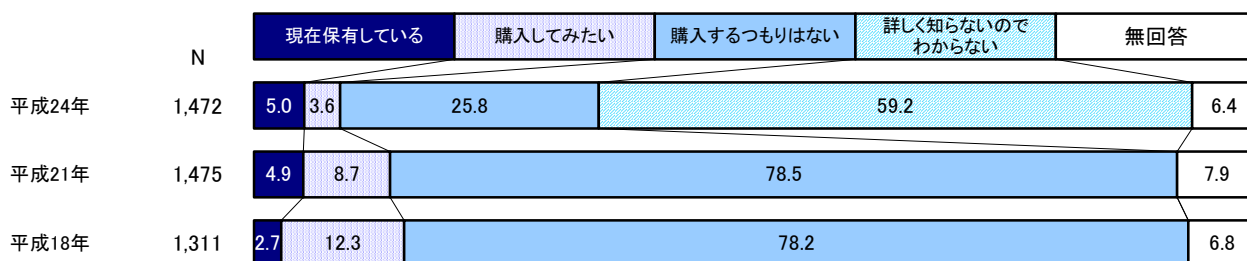 現在保有している 購入してみたい 購入するつもりはない 詳しく知らないので
わからない 無回答
N
平成24年 1,472 5.0 3.6 25.8 59.2 6.4
平成21年 1,475 4.9 8.7 78.5 7.9
平成18年 1,311 2.7 12.3 78.2 6.8